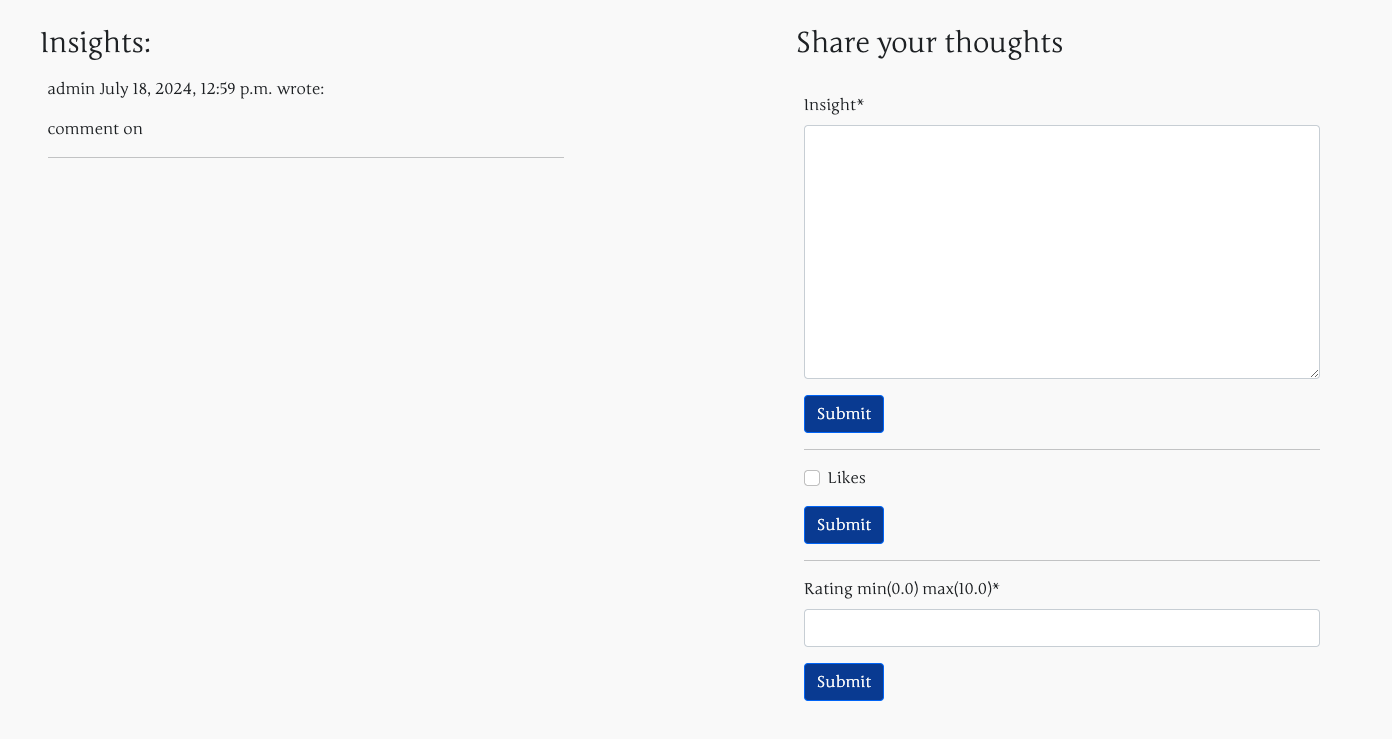 Insights:
admin July 18, 2024, 12:59 p.m. wrote:
comment on
Share your thoughts
Insight*
Submit
Likes
Submit
Rating min(0.0) max(10.0)*
Submit